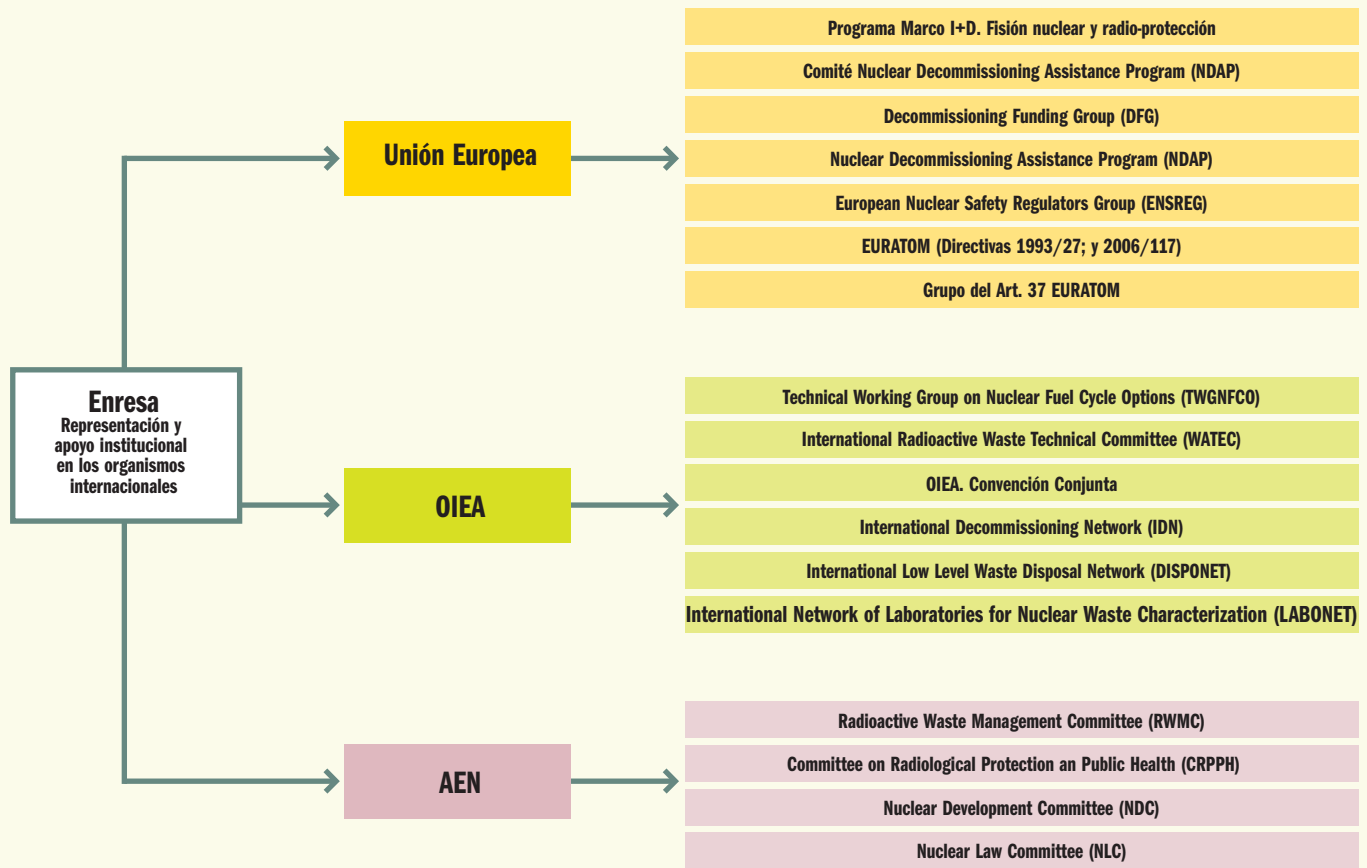 Enresa
Representación y
apoyo institucional
en los organismos
internacionales
Unión Europea
Programa Marco I+D. Fisión nuclear y radio-protección
Comité Nuclear Decommissioning Assistance Program (NDAP)
Decommissioning Funding Group (DFG)
Nuclear Decommissioning Assistance Program (NDAP)
European Nuclear Safety Regulators Group (ENSREG)
EURATOM (Directivas 1993/27; y 2006/117)
Grupo del Art. 37 EURATOM
OIEA
Technical Working Group on Nuclear Fuel Cycle Options (TWGNFCO)
International Radioactive Waste Technical Committee (WATEC)
OIEA. Convención Conjunta
International Decommissioning Network (IDN)
International Low Level Waste Disposal Network (DISPONET)
International Network of Laboratories for Nuclear Waste Characterization (LABONET)
AEN
Radioactive Waste Management Committee (RWMC)
Committee on Radiological Protection an Public Health (CRPPH)
Nuclear Development Committee (NDC)
Nuclear Law Committee (NLC)